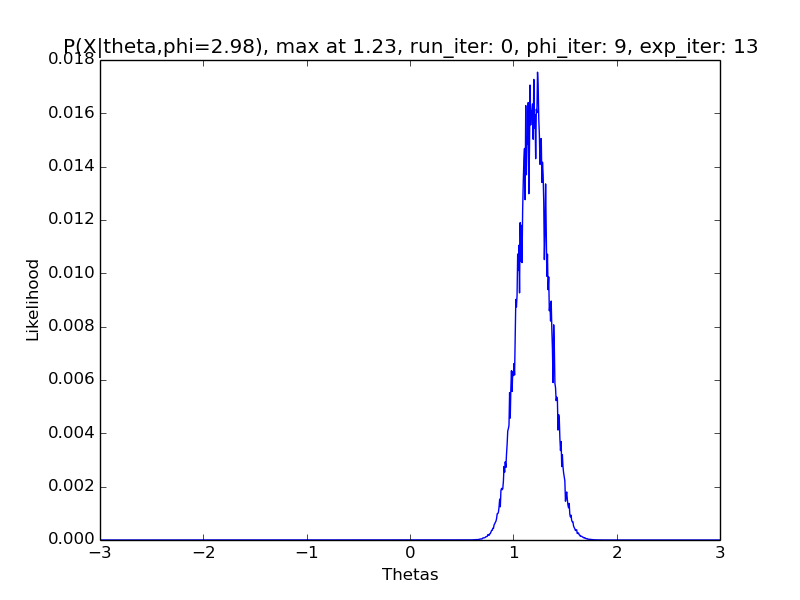 P(X|theta,phi=2.98), max at 1.23, run_iter: 0, phi_iter: 9, exp_iter: 13
0.018
0.016
0.014
0.012
0.010
0.008
0.006
0.004
0.002
0.000
Likelihood
−3 −2 −1 0 1 2 3
Thetas